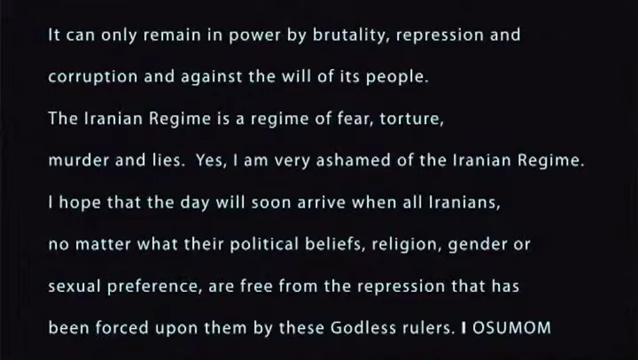 It can only remain in power by brutality, repression and
corruption and against the will of its people.
The Iranian Regime is a regime of fear, torture,
murder and lies. Yes, I am very ashamed of the Iranian Regime.
I hope that the day will soon arrive when all Iranians,
no matter what their political beliefs, religion, gender or
sexual preference, are free from the repression that has
been forced upon them by these Godless rulers. I OSUMOM